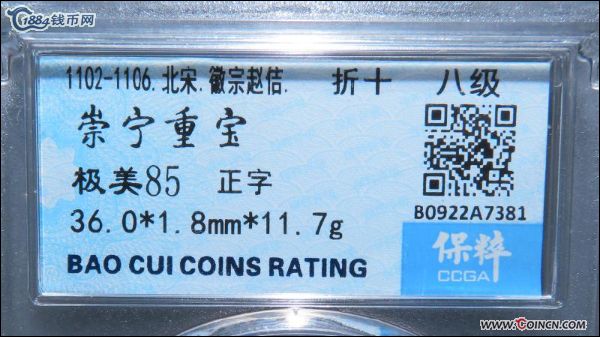 1884钱币网
1102-1106.北宋.徽宗赵佶. 折十 八级
崇宁重宝
极美85 正字
36.0*1.8mm*11.7g
B0922A7381
BAO CUI COINS RATING
保粹
CCGA
WWW.COINCN.COM